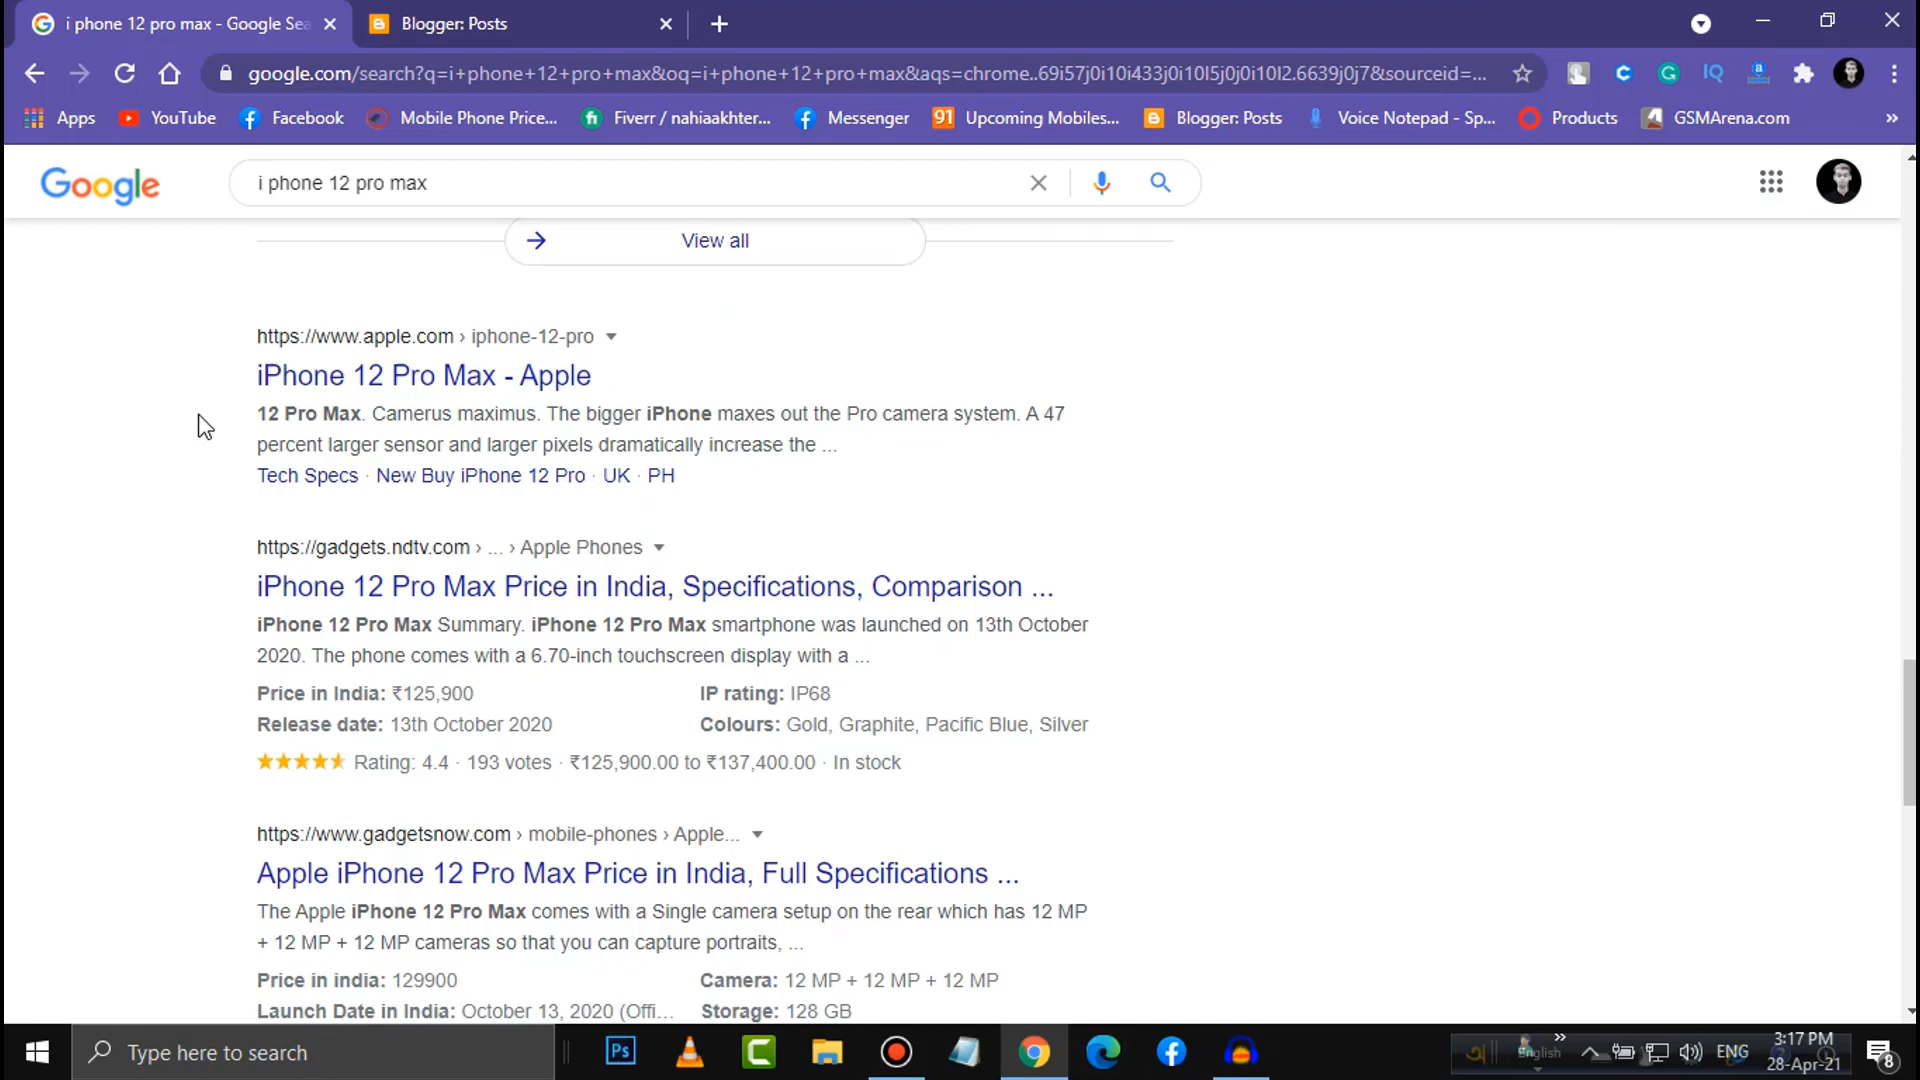 i phone 12 pro max - Google Sea
Blogger: Posts
google.com/search?q=i+phone+12+pro+max&oq=i+phone+12+pro+max&aqs=chrome..69i57j0i10i433j0i10l5j0j0i10l2.6639j0j7&sourceid=...
Apps YouTube Facebook Mobile Phone Price... Fiverr / nahiaakhter... Messenger Upcoming Mobiles... Blogger: Posts Voice Notepad - Sp... Products GSMArena.com »
Google i phone 12 pro max
View all
https://www.apple.com › iphone-12-pro
iPhone 12 Pro Max - Apple
12 Pro Max. Camerus maximus. The bigger iPhone maxes out the Pro camera system. A 47
percent larger sensor and larger pixels dramatically increase the ...
Tech Specs · New Buy iPhone 12 Pro · UK · PH
https://gadgets.ndtv.com › ... › Apple Phones
iPhone 12 Pro Max Price in India, Specifications, Comparison ...
iPhone 12 Pro Max Summary. iPhone 12 Pro Max smartphone was launched on 13th October
2020. The phone comes with a 6.70-inch touchscreen display with a ...
Price in India: ₹125,900 IP rating: IP68
Release date: 13th October 2020 Colours: Gold, Graphite, Pacific Blue, Silver
Rating: 4.4 · 193 votes · ₹125,900.00 to ₹137,400.00 · In stock
https://www.gadgetsnow.com › mobile-phones › Apple...
Apple iPhone 12 Pro Max Price in India, Full Specifications ...
The Apple iPhone 12 Pro Max comes with a Single camera setup on the rear which has 12 MP
+ 12 MP + 12 MP cameras so that you can capture portraits, ...
Price in india: 129900 Camera: 12 MP + 12 MP + 12 MP
Launch Date in India: October 13, 2020 (Offi... Storage: 128 GB
Type here to search
Ps
English
ENG
3:17 PM
28-Apr-21
8